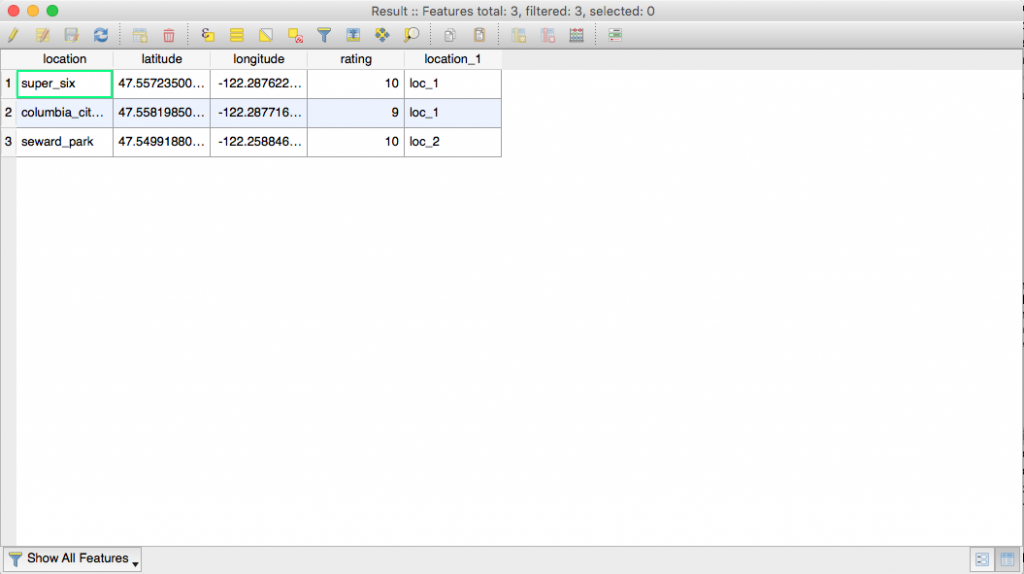 Result :: Features total: 3, filtered: 3, selected: 0
location latitude longitude rating location_1
1 super_six 47.55723500... -122.287622... 10 loc_1
2 columbia_cit... 47.55819850... -122.287716... 9 loc_1
3 seward_park 47.54991880... -122.258846... 10 loc_2
Show All Features